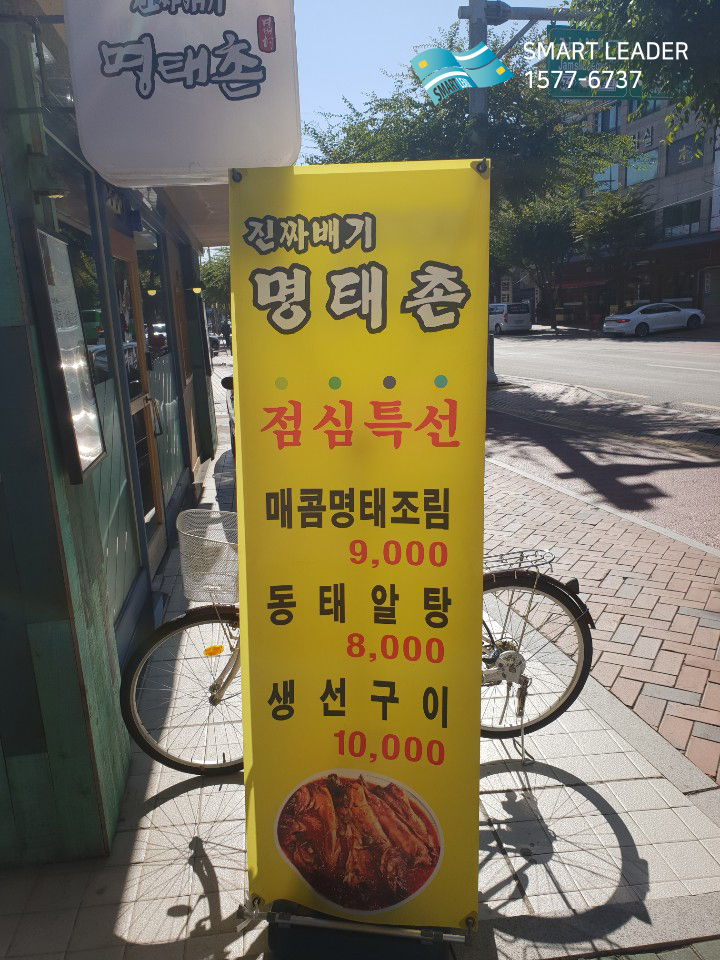 명태촌
SMART LEADER
1577-6737
진짜배기
명태촌
점심특선
매콤명태조림
9,000
동태알탕
8,000
생선구이
10,000